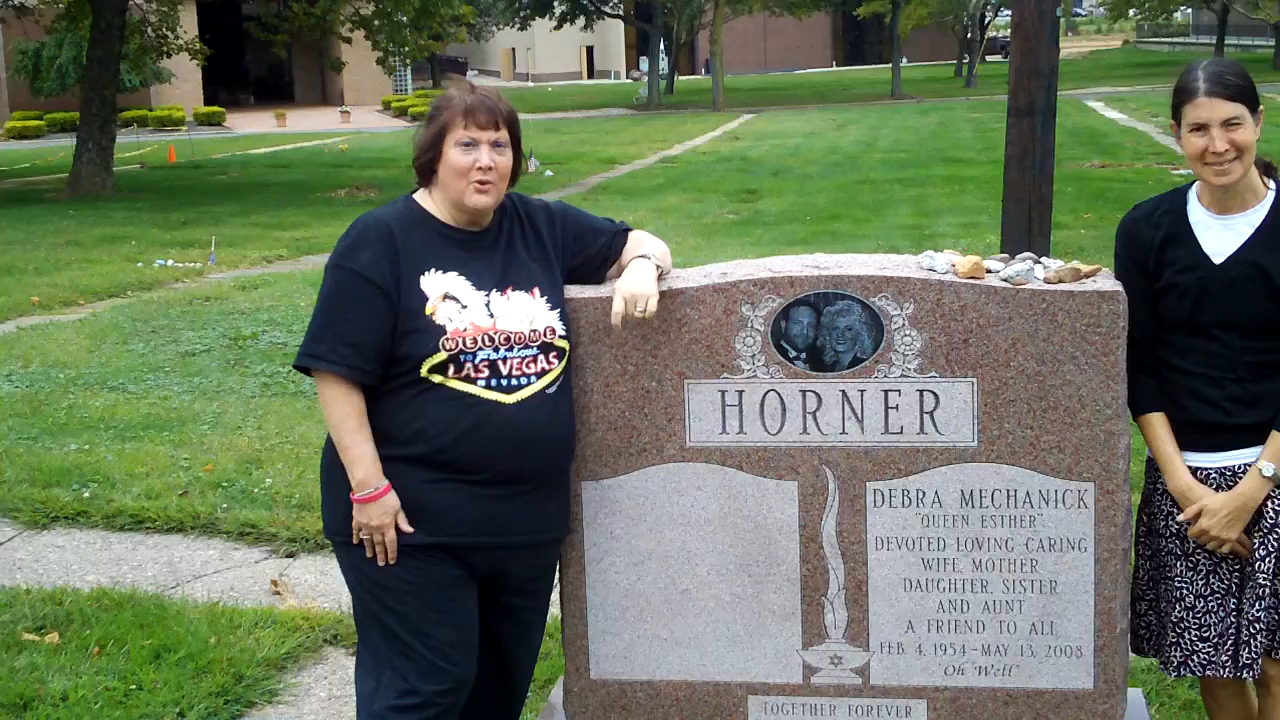 WELCOME
TO Fabulous
LAS VEGAS
NEVADA
HORNER
DEBRA MECHANICK
"QUEEN ESTHER"
DEVOTED LOVING CARING
WIFE, MOTHER
DAUGHTER, SISTER
AND AUNT
A FRIEND TO ALL
FEB. 4, 1954–MAY 13, 2008
"Oh Well"
TOGETHER FOREVER